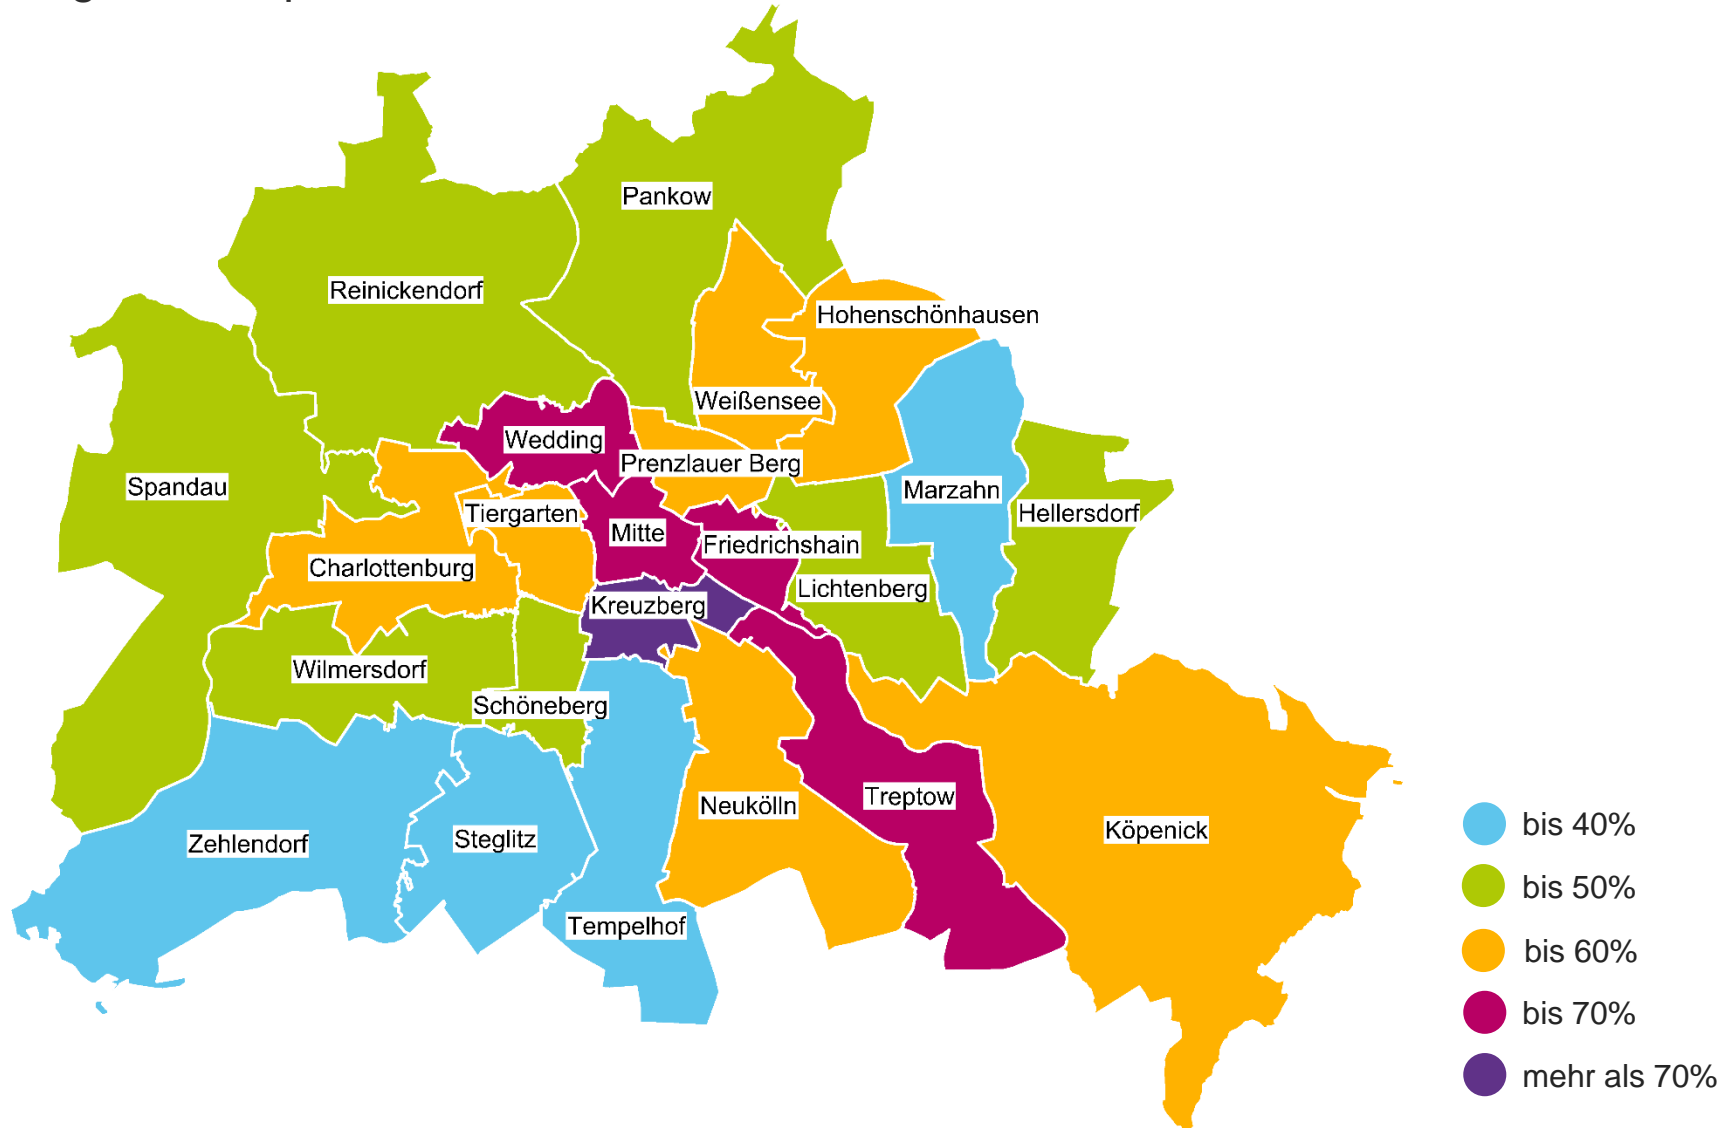 Pankow
Reinickendorf
Hohenschönhausen
Weißensee
Wedding
Prenzlauer Berg
Spandau
Marzahn
Tiergarten
Hellersdorf
Mitte
Friedrichshain
Charlottenburg
Lichtenberg
Kreuzberg
Wilmersdorf
Schöneberg
Treptow
Neukölln
Köpenick
Steglitz
Zehlendorf
Tempelhof
bis 40%
bis 50%
bis 60%
bis 70%
mehr als 70%